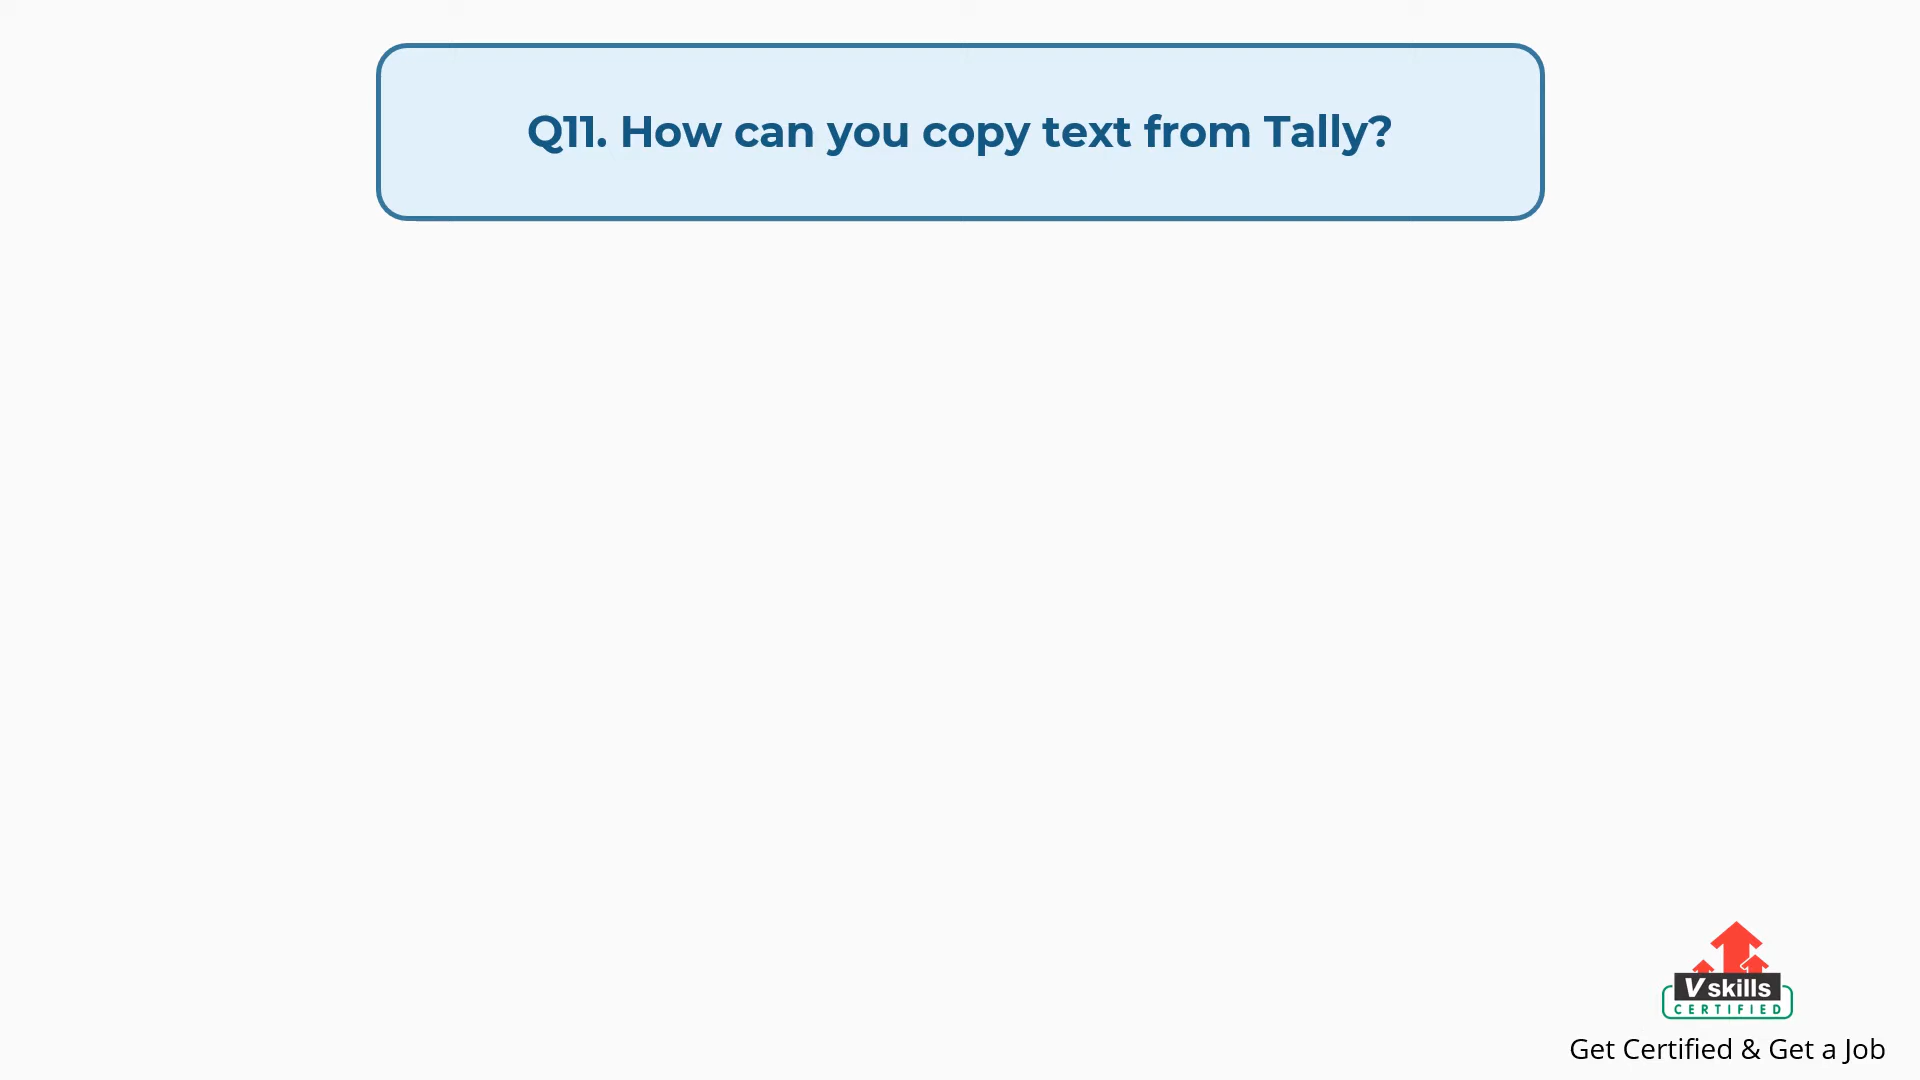 Q11. How can you copy text from Tally?
Vskills
CERTIFIED
Get Certified & Get a Job